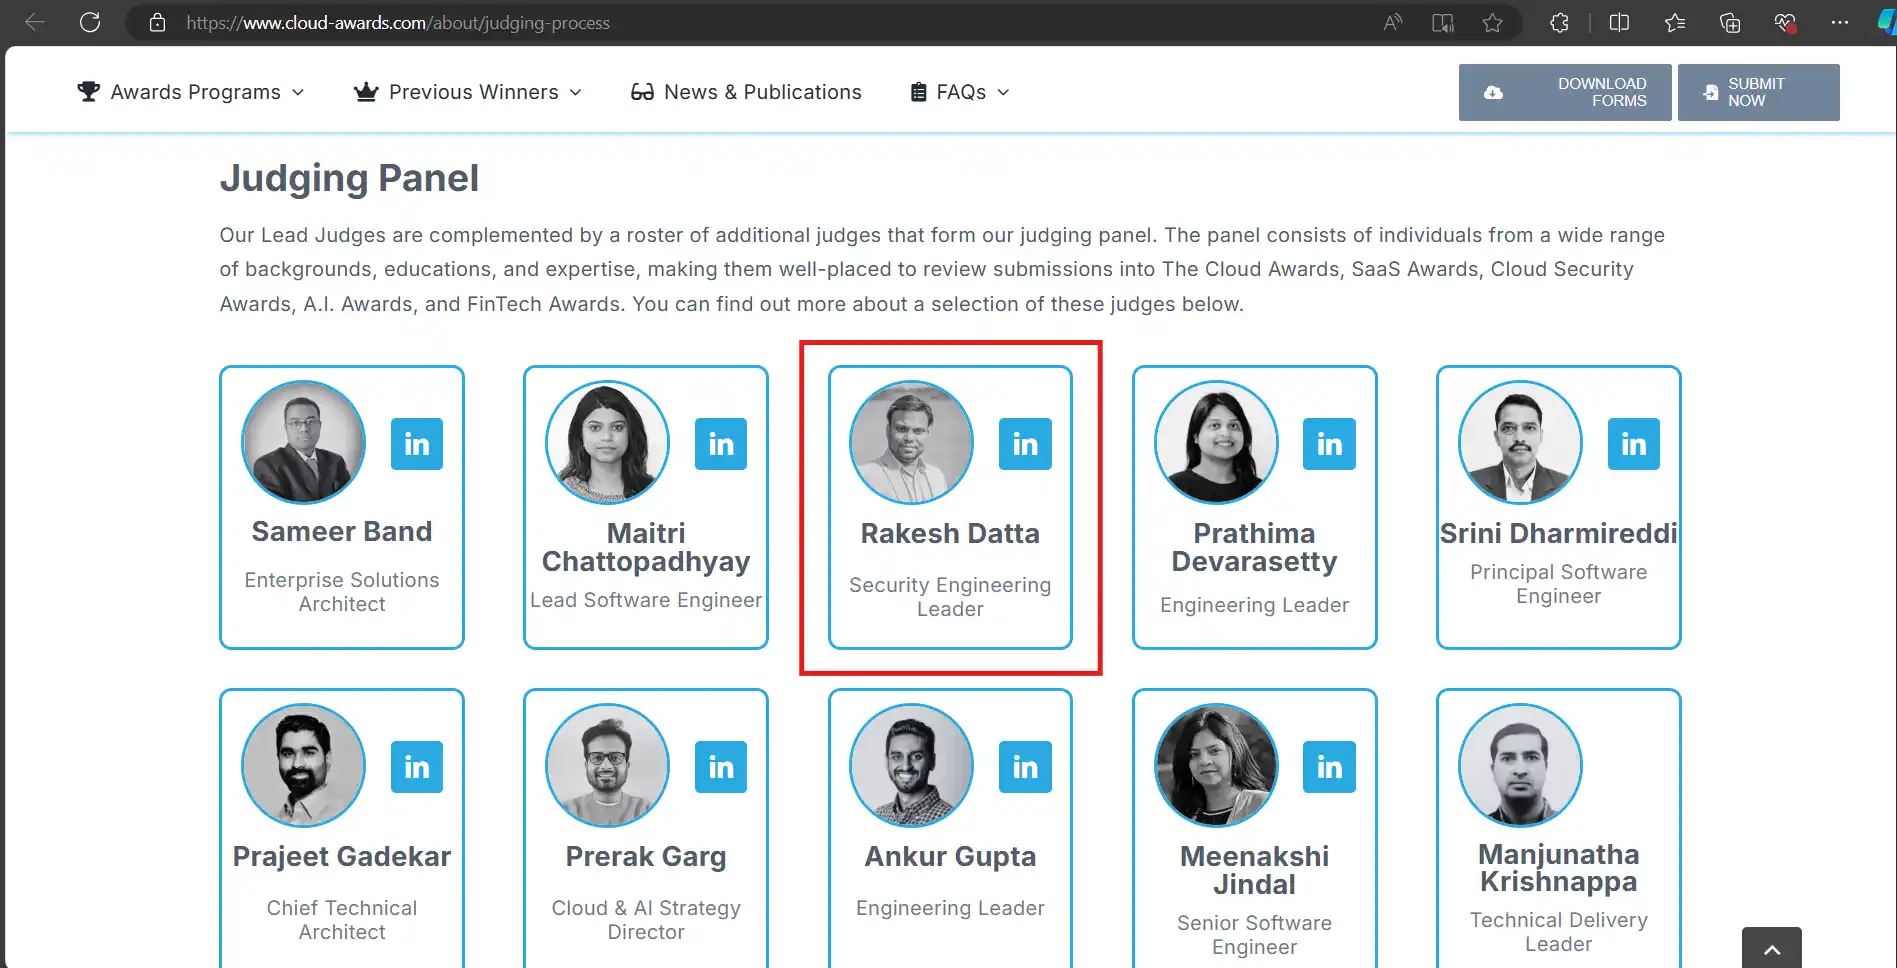 https://www.cloud-awards.com/about/judging-process
Awards Programs
Previous Winners
News & Publications
FAQs
DOWNLOAD
FORMS
SUBMIT
NOW
Judging Panel
Our Lead Judges are complemented by a roster of additional judges that form our judging panel. The panel consists of individuals from a wide range
of backgrounds, educations, and expertise, making them well-placed to review submissions into The Cloud Awards, SaaS Awards, Cloud Security
Awards, A.I. Awards, and FinTech Awards. You can find out more about a selection of these judges below.
in
Sameer Band
Enterprise Solutions
Architect
in
Maitri
Chattopadhyay
Lead Software Engineer
in
Rakesh Datta
Security Engineering
Leader
in
Prathima
Devarasetty
Engineering Leader
in
Srini Dharmireddi
Principal Software
Engineer
in
Prajeet Gadekar
Chief Technical
Architect
in
Prerak Garg
Cloud & AI Strategy
Director
in
Ankur Gupta
Engineering Leader
in
Meenakshi
Jindal
Senior Software
Engineer
Manjunatha
Krishnappa
Technical Delivery
Leader